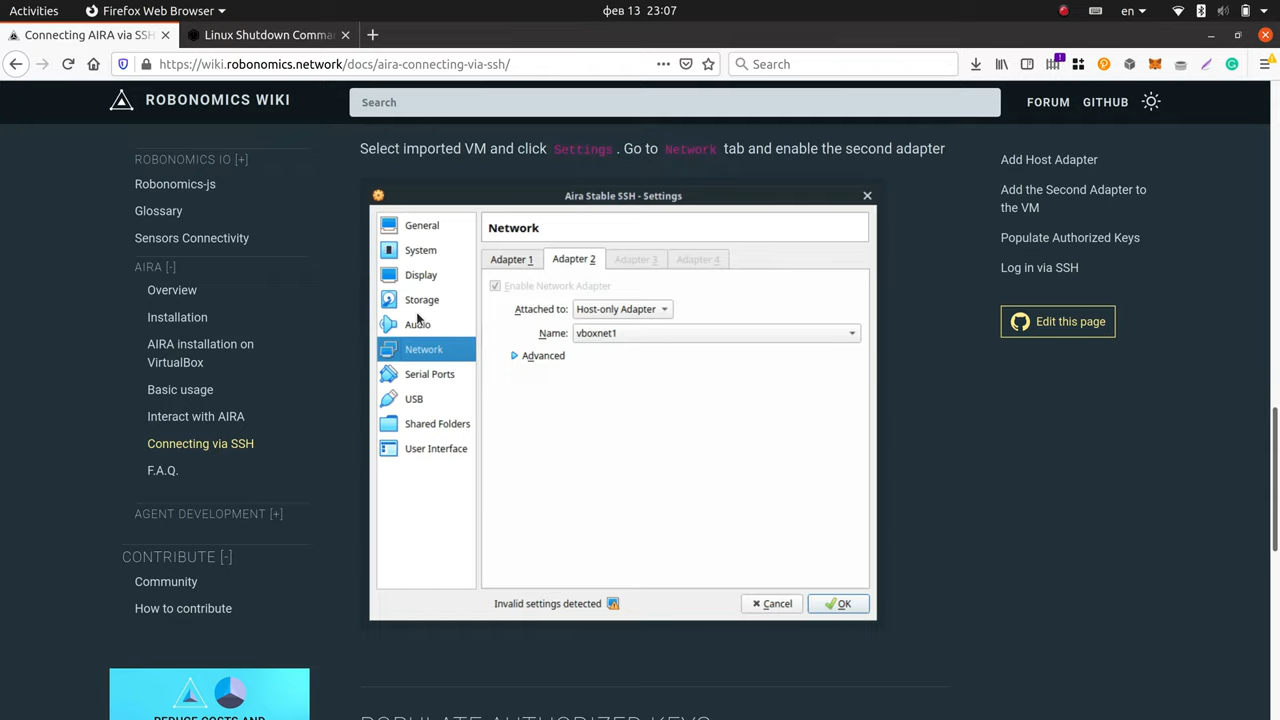 Activities
Firefox Web Browser
фев 13 23:07
en
Connecting AIRA via SSH
Linux Shutdown Comma
https://wiki.robonomics.network/docs/aira-connecting-via-ssh/
Search
ROBONOMICS WIKI
Search
FORUM
GITHUB
ROBONOMICS IO [+]
Robonomics-js
Glossary
Sensors Connectivity
AIRA [-]
Overview
Installation
AIRA installation on
VirtualBox
Basic usage
Interact with AIRA
Connecting via SSH
F.A.Q.
AGENT DEVELOPMENT [+]
CONTRIBUTE [-]
Community
How to contribute
REDUCE COSTS AND
Select imported VM and click Settings . Go to Network tab and enable the second adapter
Aira Stable SSH - Settings
General
System
Display
Storage
Audio
Network
Serial Ports
USB
Shared Folders
User Interface
Network
Adapter 1
Adapter 2
Adapter 3
Adapter 4
Enable Network Adapter
Attached to: Host-only Adapter
Name: vboxnet1
Advanced
Invalid settings detected
Cancel
OK
POPULATE AUTHORIZED KEYS
Add Host Adapter
Add the Second Adapter to
the VM
Populate Authorized Keys
Log in via SSH
Edit this page